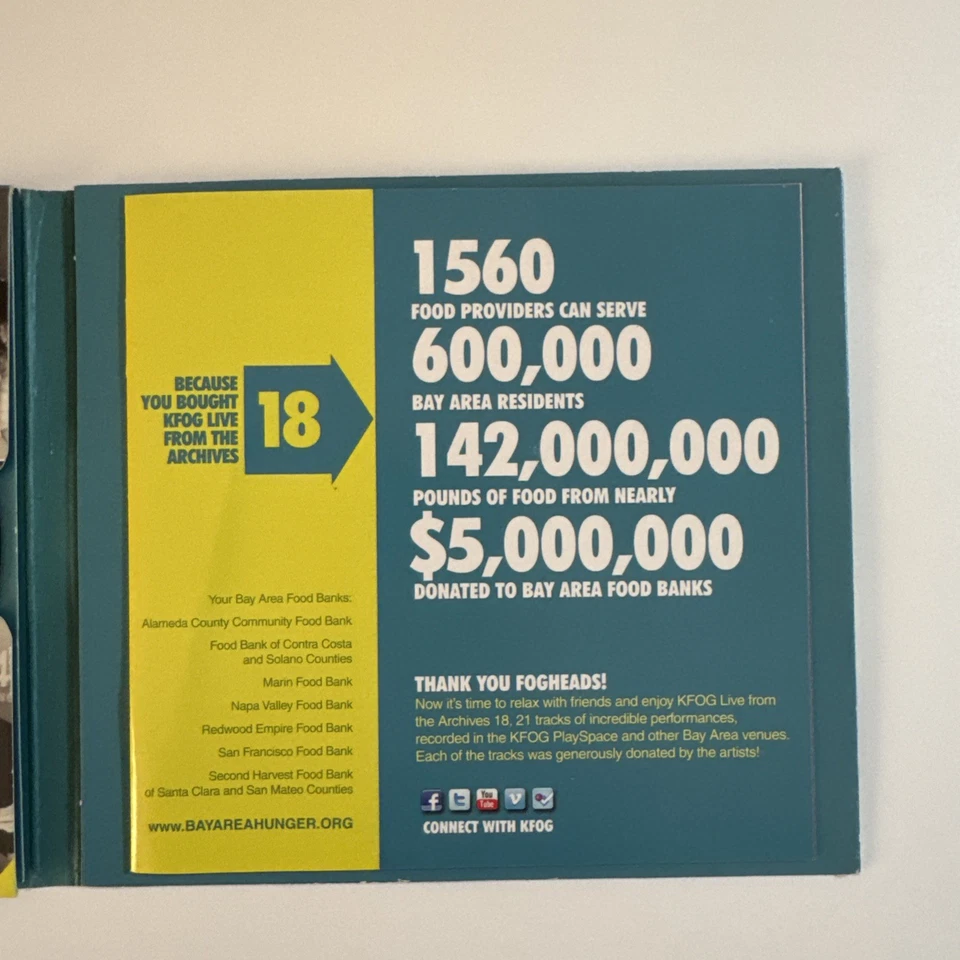 BECAUSE
YOU BOUGHT
KFOG LIVE
FROM THE
ARCHIVES
18
Your Bay Area Food Banks:
Alameda County Community Food Bank
Food Bank of Contra Costa
and Solano Counties
Marin Food Bank
Napa Valley Food Bank
Redwood Empire Food Bank
San Francisco Food Bank
Second Harvest Food Bank
of Santa Clara and San Mateo Counties
www.BAYAREAHUNGER.ORG
1560
FOOD PROVIDERS CAN SERVE
600,000
BAY AREA RESIDENTS
142,000,000
POUNDS OF FOOD FROM NEARLY
$5,000,000
DONATED TO BAY AREA FOOD BANKS
THANK YOU FOGHEADS!
Now it's time to relax with friends and enjoy KFOG Live from
the Archives 18, 21 tracks of incredible performances,
recorded in the KFOG PlaySpace and other Bay Area venues.
Each of the tracks was generously donated by the artists!
f t You Tube v
CONNECT WITH KFOG